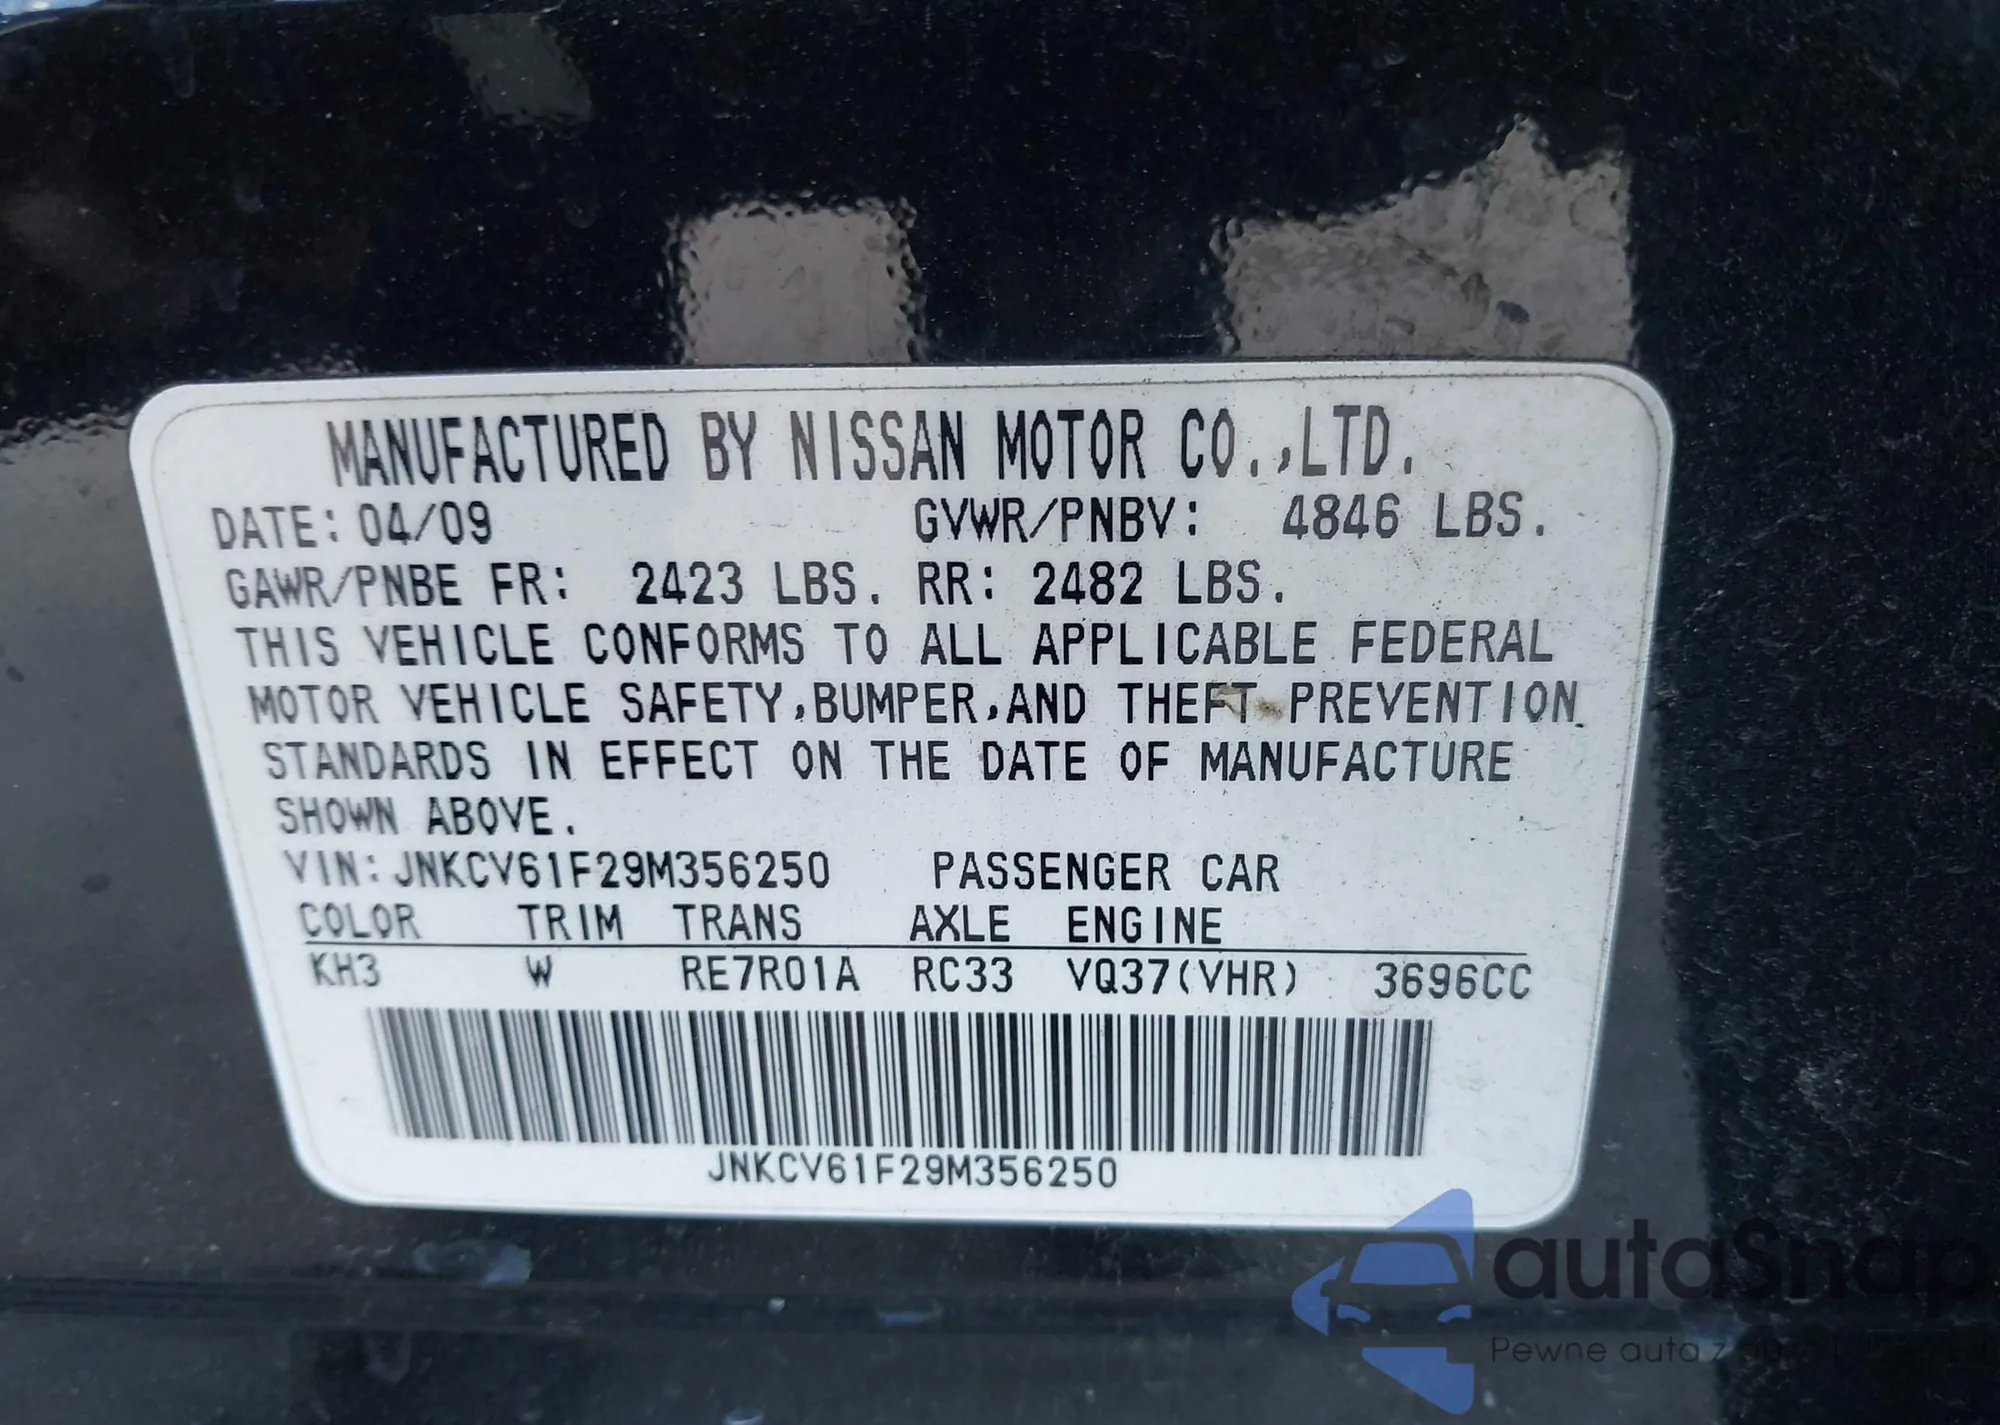 MANUFACTURED BY NISSAN MOTOR CO.,LTD.
DATE: 04/09 GVWR/PNBV: 4846 LBS.
GAWR/PNBE FR: 2423 LBS. RR: 2482 LBS.
THIS VEHICLE CONFORMS TO ALL APPLICABLE FEDERAL
MOTOR VEHICLE SAFETY,BUMPER,AND THEFT PREVENTION
STANDARDS IN EFFECT ON THE DATE OF MANUFACTURE
SHOWN ABOVE.
VIN: JNKCV61F29M356250 PASSENGER CAR
COLOR TRIM TRANS AXLE ENGINE
KH3 W RE7R01A RC33 VQ37(VHR) 3696CC
JNKCV61F29M356250
autaSnap
Pewne auta z